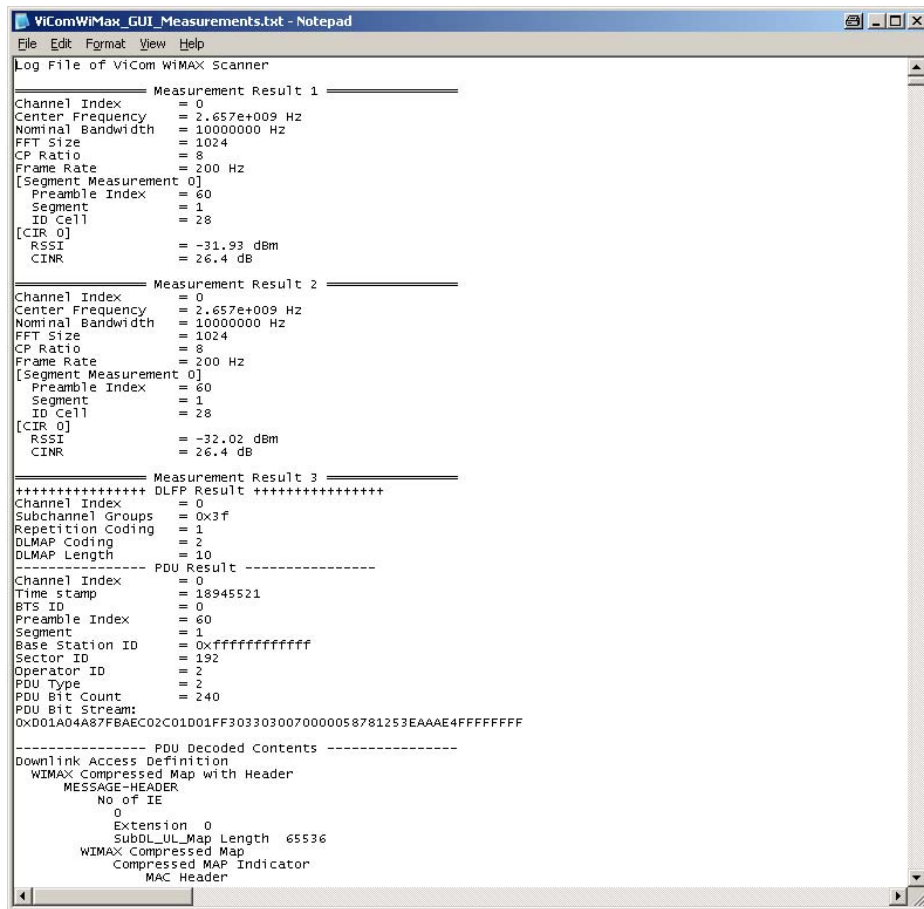 ViComWiMax_GUI_Measurements.txt - Notepad
File Edit Format View Help
Log File of ViCom WiMAX Scanner
================ Measurement Result 1 ================
Channel Index = 0
Center Frequency = 2.657e+009 Hz
Nominal Bandwidth = 10000000 Hz
FFT Size = 1024
CP Ratio = 8
Frame Rate = 200 Hz
[Segment Measurement 0]
Preamble Index = 60
Segment = 1
ID Cell = 28
[CIR 0]
RSSI = -31.93 dBm
CINR = 26.4 dB
================ Measurement Result 2 ================
Channel Index = 0
Center Frequency = 2.657e+009 Hz
Nominal Bandwidth = 10000000 Hz
FFT Size = 1024
CP Ratio = 8
Frame Rate = 200 Hz
[Segment Measurement 0]
Preamble Index = 60
Segment = 1
ID Cell = 28
[CIR 0]
RSSI = -32.02 dBm
CINR = 26.4 dB
================ Measurement Result 3 ================
++++++++++++++++ DLFP Result ++++++++++++++++
Channel Index = 0
Subchannel Groups = 0x3f
Repetition Coding = 1
DLMAP Coding = 2
DLMAP Length = 10
---------------- PDU Result ----------------
Channel Index = 0
Time stamp = 18945521
BTS ID = 0
Preamble Index = 60
Segment = 1
Base Station ID = 0xffffffffffff
Sector ID = 192
Operator ID = 2
PDU Type = 2
PDU Bit Count = 240
PDU Bit Stream:
0xD01A04A87FBAEC02C01D01FF3033030070000058781253EAAAE4FFFFFFFF
---------------- PDU Decoded Contents ----------------
Downlink Access Definition
WIMAX Compressed Map with Header
MESSAGE-HEADER
No of IE
0
Extension 0
SubDL_UL_Map Length 65536
WIMAX Compressed Map
Compressed MAP Indicator
MAC Header